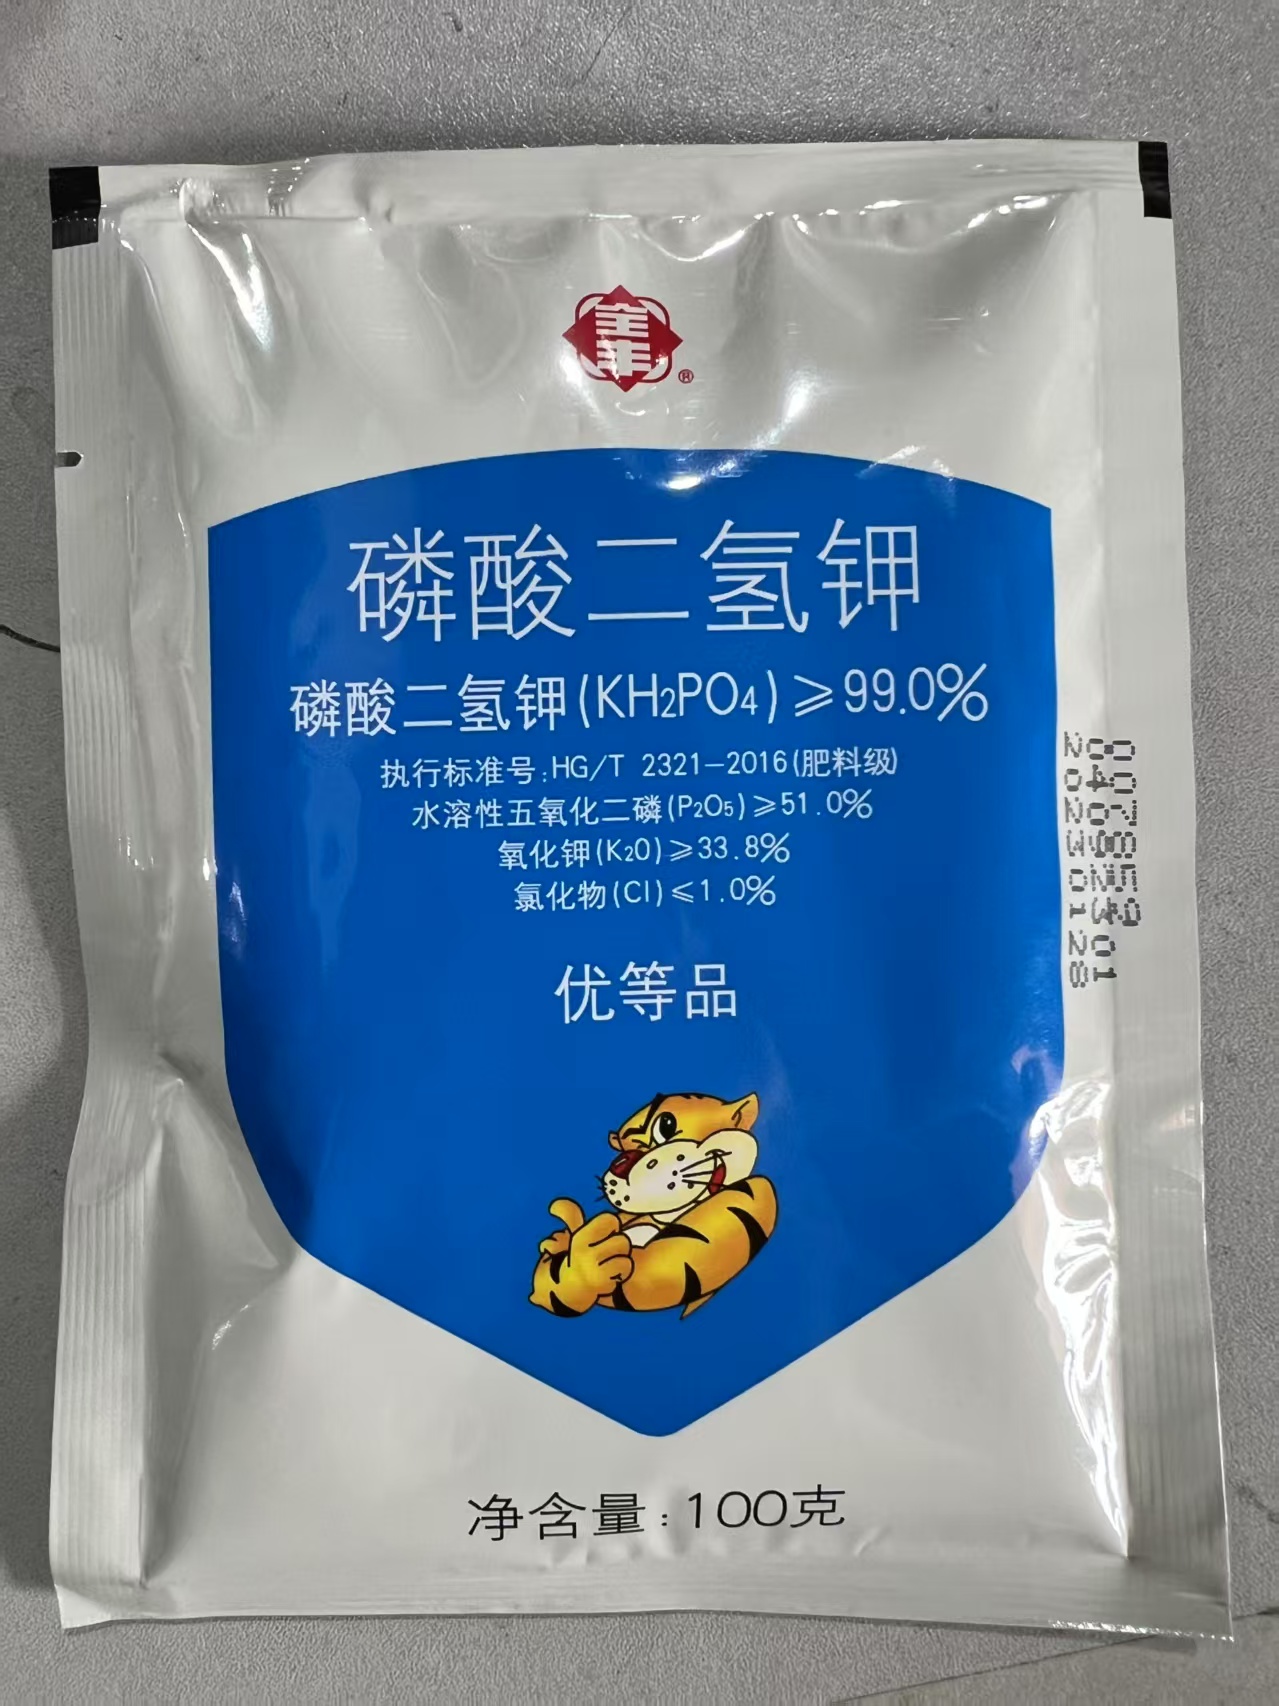 全丰®
磷酸二氢钾
磷酸二氢钾(KH₂PO₄)≥99.0%
执行标准号:HG/T 2321—2016(肥料级)
水溶性五氧化二磷(P₂O₅)≥51.0%
氧化钾(K₂O)≥33.8%
氯化物(Cl)≤1.0%
优等品
净含量:100克
20230128